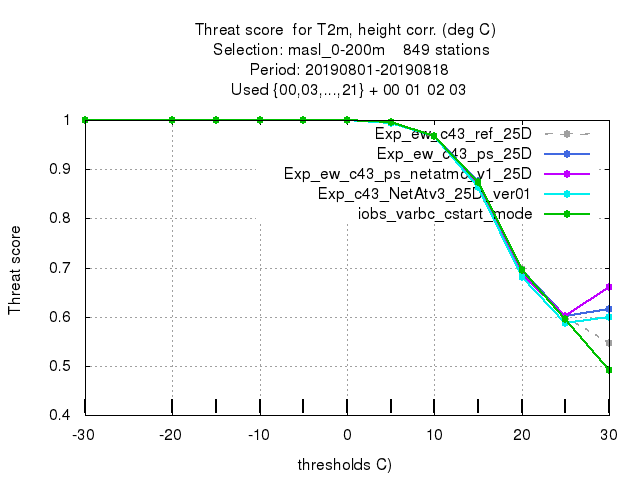 Threat score for T2m, height corr. (deg C)
Selection: masl_0-200m 849 stations
Period: 20190801-20190818
Used {00,03,...,21} + 00 01 02 03
Exp_ew_c43_ref_25D
Exp_ew_c43_ps_25D
Exp_ew_c43_ps_netatmo_v1_25D
Exp_c43_NetAtv3_25D_ver01
iobs_varbc_cstart_mode
Threat score
1
0.9
0.8
0.7
0.6
0.5
0.4
-30 -20 -10 0 10 20 30
thresholds C)